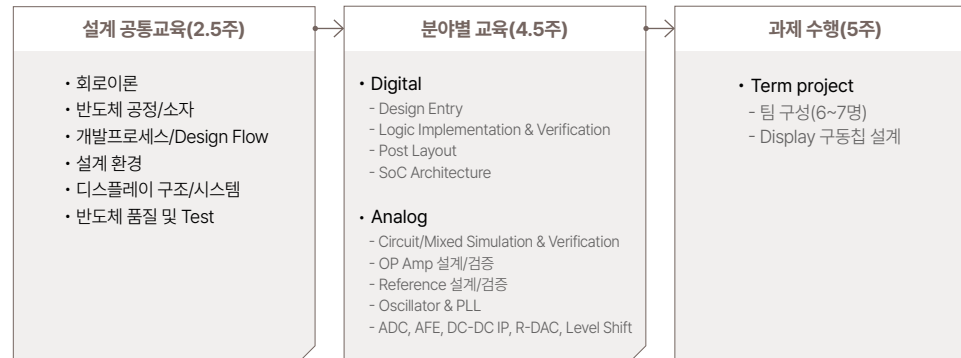 설계 공통교육(2.5주)
• 회로이론
• 반도체 공정/소자
• 개발프로세스/Design Flow
• 설계 환경
• 디스플레이 구조/시스템
• 반도체 품질 및 Test
분야별 교육(4.5주)
• Digital
- Design Entry
- Logic Implementation & Verification
- Post Layout
- SoC Architecture
• Analog
- Circuit/Mixed Simulation & Verification
- OP Amp 설계/검증
- Reference 설계/검증
- Oscillator & PLL
- ADC, AFE, DC-DC IP, R-DAC, Level Shift
과제 수행(5주)
• Term project
- 팀 구성(6~7명)
- Display 구동칩 설계